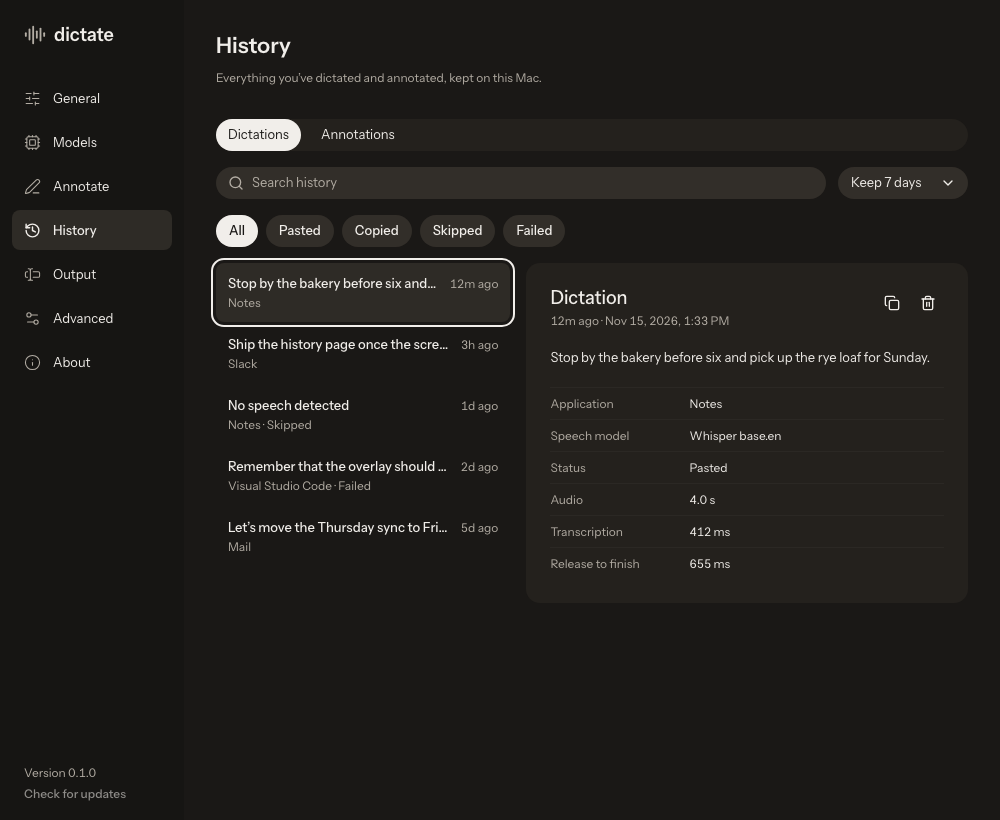 dictate
General
Models
Annotate
History
Output
Advanced
About
Version 0.1.0
Check for updates
History
Everything you've dictated and annotated, kept on this Mac.
Dictations Annotations
Search history Keep 7 days
All Pasted Copied Skipped Failed
Stop by the bakery before six and... 12m ago
Notes
Ship the history page once the scre... 3h ago
Slack
No speech detected 1d ago
Notes · Skipped
Remember that the overlay should ... 2d ago
Visual Studio Code · Failed
Let's move the Thursday sync to Fri... 5d ago
Mail
Dictation
12m ago · Nov 15, 2026, 1:33 PM
Stop by the bakery before six and pick up the rye loaf for Sunday.
Application Notes
Speech model Whisper base.en
Status Pasted
Audio 4.0 s
Transcription 412 ms
Release to finish 655 ms